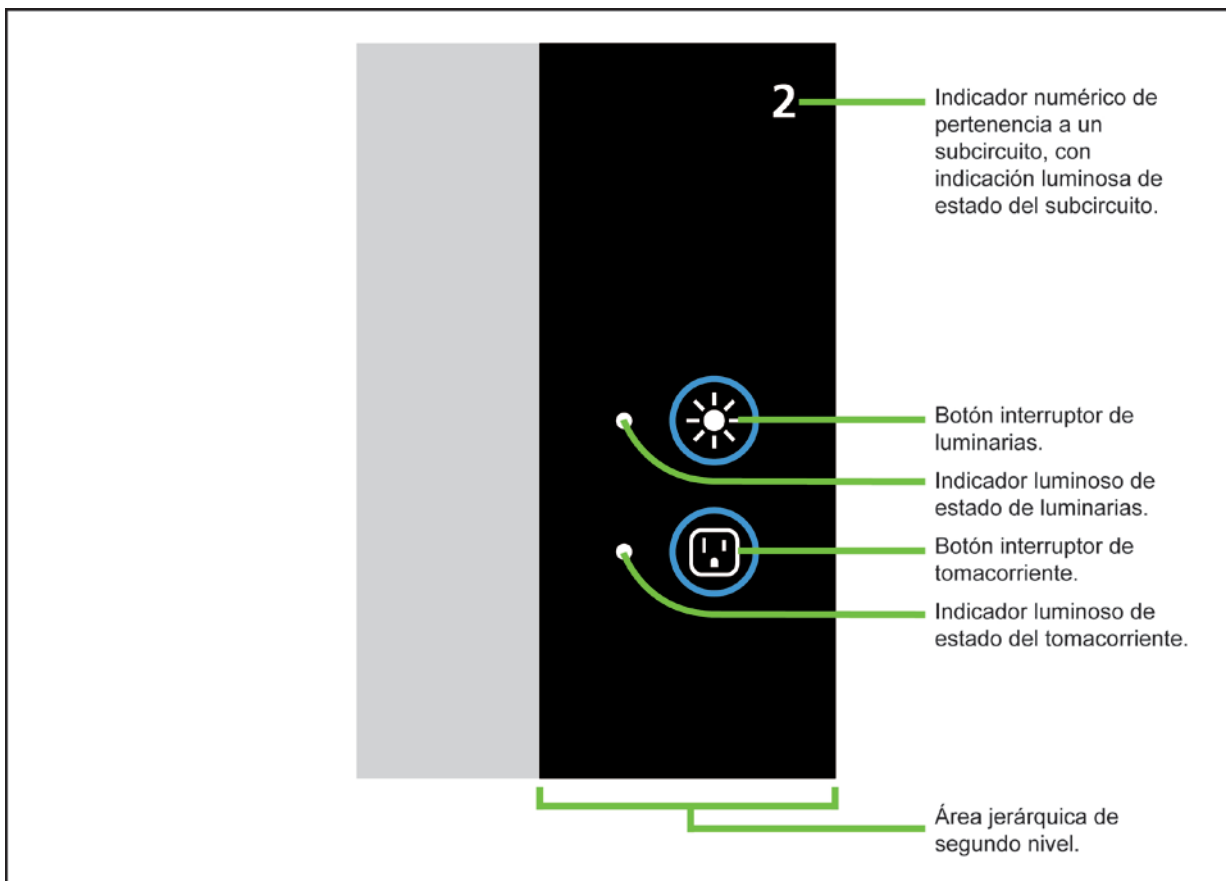 2
Indicador numérico de
pertenencia a un
subcircuito, con
indicación luminosa de
estado del subcircuito.
Botón interruptor de
luminarias.
Indicador luminoso de
estado de luminarias.
Botón interruptor de
tomacorriente.
Indicador luminoso de
estado del tomacorriente.
Área jerárquica de
segundo nivel.